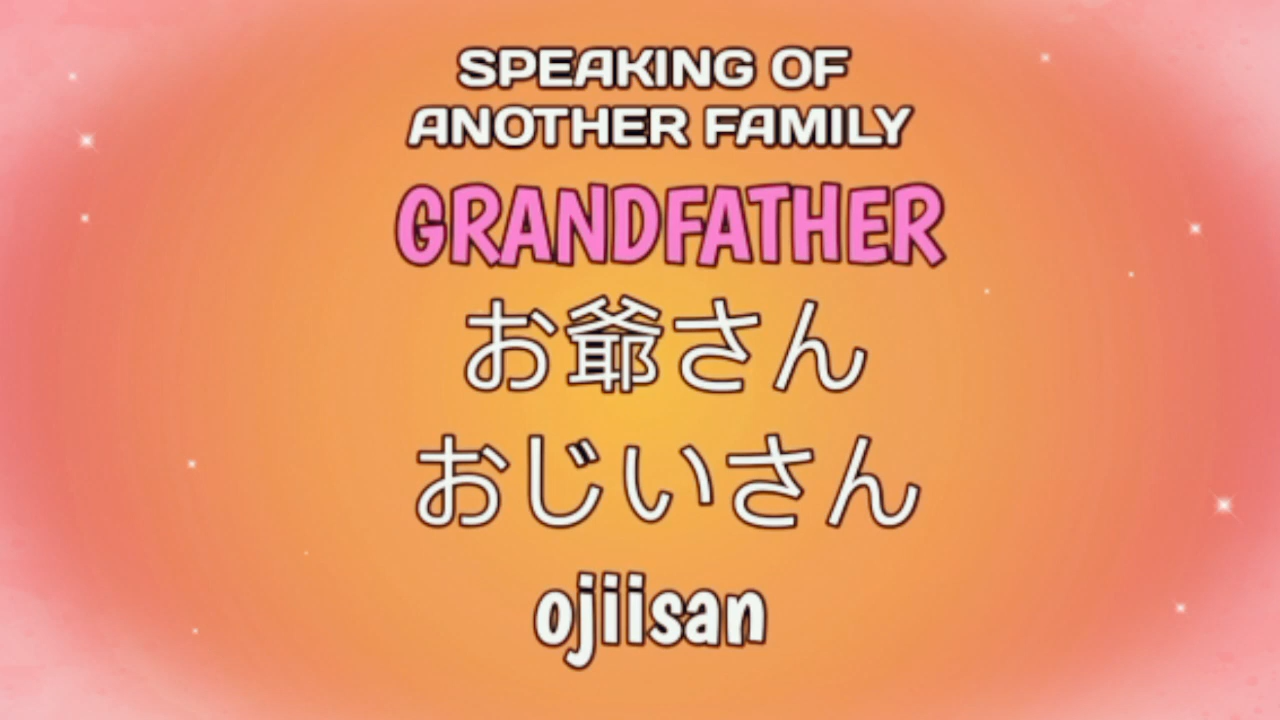 SPEAKING OF
ANOTHER FAMILY
GRANDFATHER
お爺さん
おじいさん
ojiisan